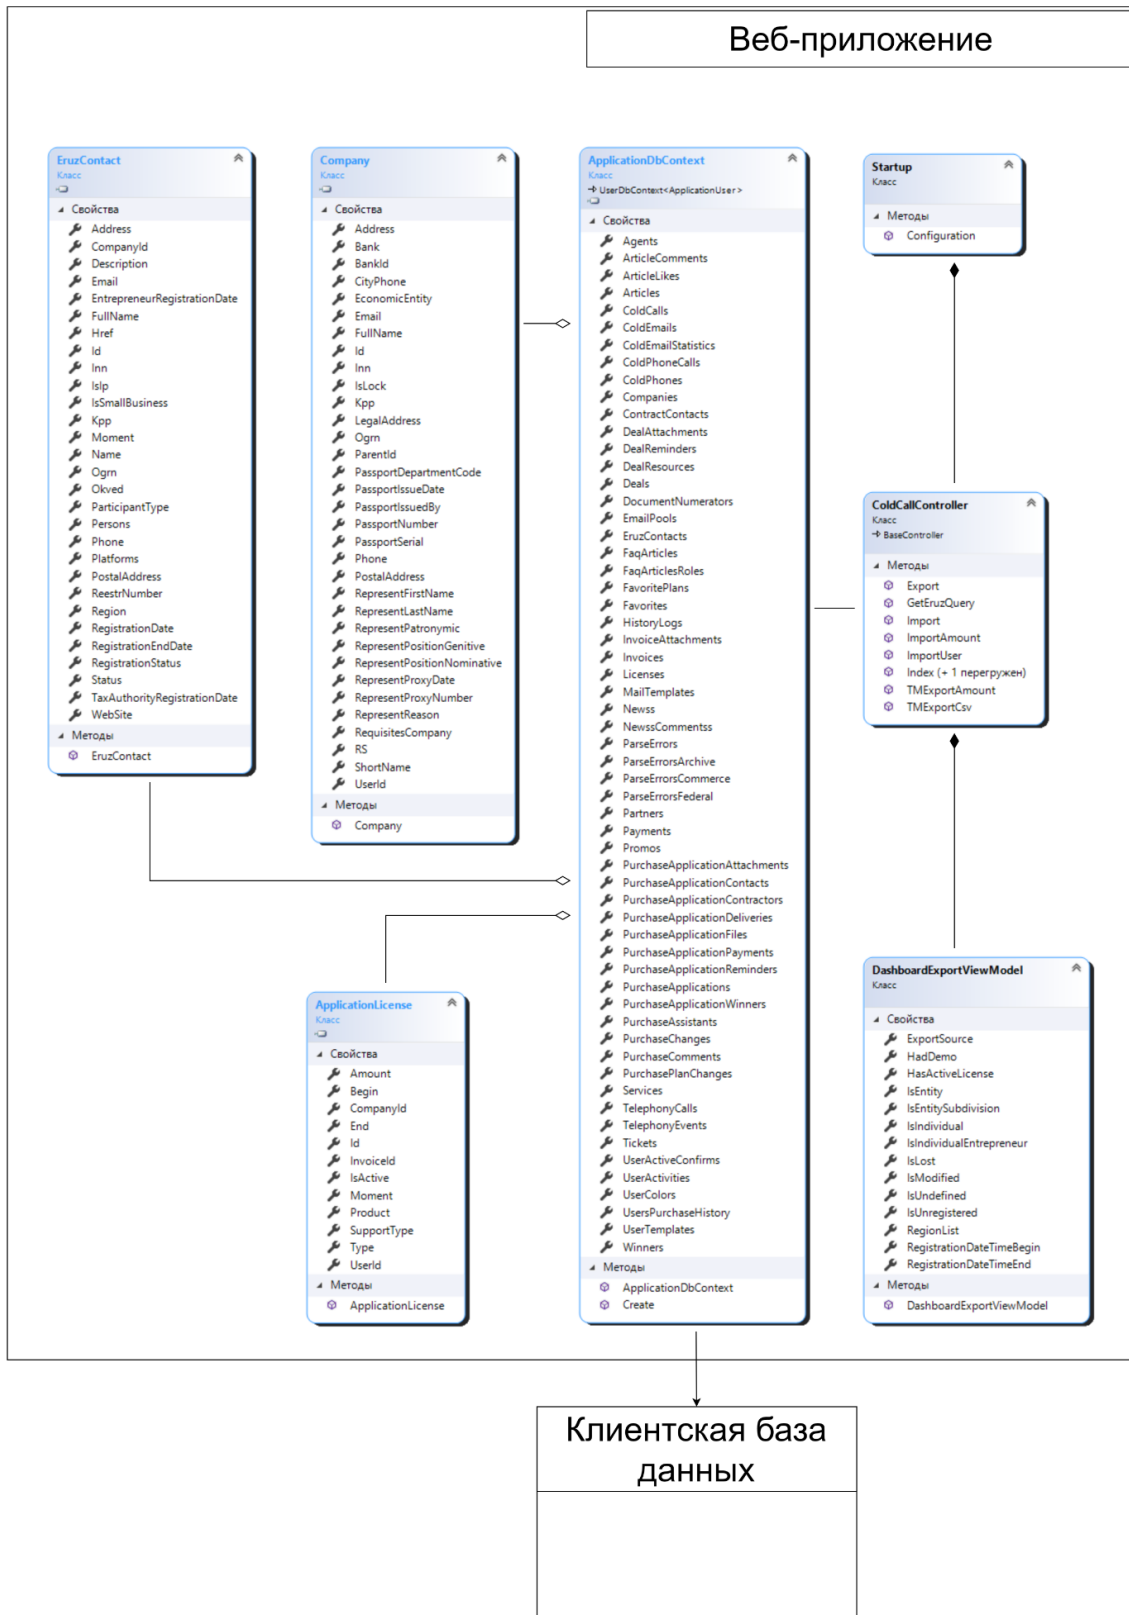 Веб-приложение
EruzContact
Класс
Свойства
Address
CompanyId
Description
Email
EntrepreneurRegistrationDate
FullName
Href
Id
Inn
IsIp
IsSmallBusiness
Kpp
Moment
Name
Ogrn
Okved
ParticipantType
Persons
Phone
Platforms
PostalAddress
ReestrNumber
Region
RegistrationDate
RegistrationEndDate
RegistrationStatus
Status
TaxAuthorityRegistrationDate
WebSite
Методы
EruzContact
Company
Класс
Свойства
Address
Bank
BankId
CityPhone
EconomicEntity
Email
FullName
Id
Inn
IsLock
Kpp
LegalAddress
Ogrn
ParentId
PassportDepartmentCode
PassportIssueDate
PassportIssuedBy
PassportNumber
PassportSerial
Phone
PostalAddress
RepresentFirstName
RepresentLastName
RepresentPatronymic
RepresentPositionGenitive
RepresentPositionNominative
RepresentProxyDate
RepresentProxyNumber
RepresentReason
RequisitesCompany
RS
ShortName
UserId
Методы
Company
ApplicationLicense
Класс
Свойства
Amount
Begin
CompanyId
End
Id
InvoiceId
IsActive
Moment
Product
SupportType
Type
UserId
Методы
ApplicationLicense
ApplicationDbContext
Класс
UserDbContext<ApplicationUser>
Свойства
Agents
ArticleComments
ArticleLikes
Articles
ColdCalls
ColdEmails
ColdEmailStatistics
ColdPhoneCalls
ColdPhones
Companies
ContractContacts
DealAttachments
DealReminders
DealResources
Deals
DocumentNumerators
EmailPools
EruzContacts
FaqArticles
FaqArticlesRoles
FavoritePlans
Favorites
HistoryLogs
InvoiceAttachments
Invoices
Licenses
MailTemplates
Newss
NewssCommentss
ParseErrors
ParseErrorsArchive
ParseErrorsCommerce
ParseErrorsFederal
Partners
Payments
Promos
PurchaseApplicationAttachments
PurchaseApplicationContacts
PurchaseApplicationContractors
PurchaseApplicationDeliveries
PurchaseApplicationFiles
PurchaseApplicationPayments
PurchaseApplicationReminders
PurchaseApplications
PurchaseApplicationWinners
PurchaseAssistants
PurchaseChanges
PurchaseComments
PurchasePlanChanges
Services
TelephonyCalls
TelephonyEvents
Tickets
UserActiveConfirms
UserActivities
UserColors
UsersPurchaseHistory
UserTemplates
Winners
Методы
ApplicationDbContext
Create
Startup
Класс
Методы
Configuration
ColdCallController
Класс
BaseController
Методы
Export
GetEruzQuery
Import
ImportAmount
ImportUser
Index (+ 1 перегружен)
TMExportAmount
TMExportCsv
DashboardExportViewModel
Класс
Свойства
ExportSource
HadDemo
HasActiveLicense
IsEntity
IsEntitySubdivision
IsIndividual
IsIndividualEntrepreneur
IsLost
IsModified
IsUndefined
IsUnregistered
RegionList
RegistrationDateTimeBegin
RegistrationDateTimeEnd
Методы
DashboardExportViewModel
Клиентская база
данных